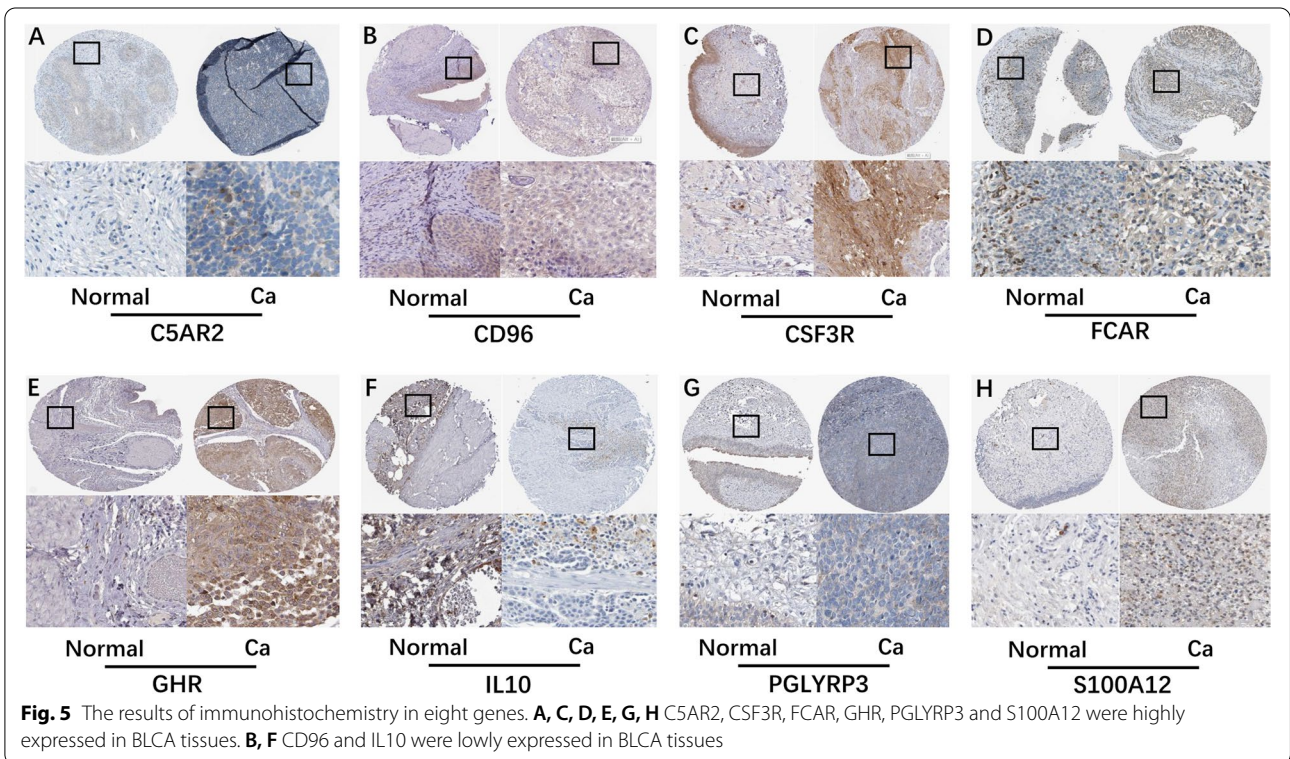 A
B
C
D
Normal Ca
C5AR2
Normal Ca
CD96
Normal Ca
CSF3R
Normal Ca
FCAR
E
F
G
H
Normal Ca
GHR
Normal Ca
IL10
Normal Ca
PGLYRP3
Normal Ca
S100A12
Fig. 5 The results of immunohistochemistry in eight genes. A, C, D, E, G, H C5AR2, CSF3R, FCAR, GHR, PGLYRP3 and S100A12 were highly
expressed in BLCA tissues. B, F CD96 and IL10 were lowly expressed in BLCA tissues